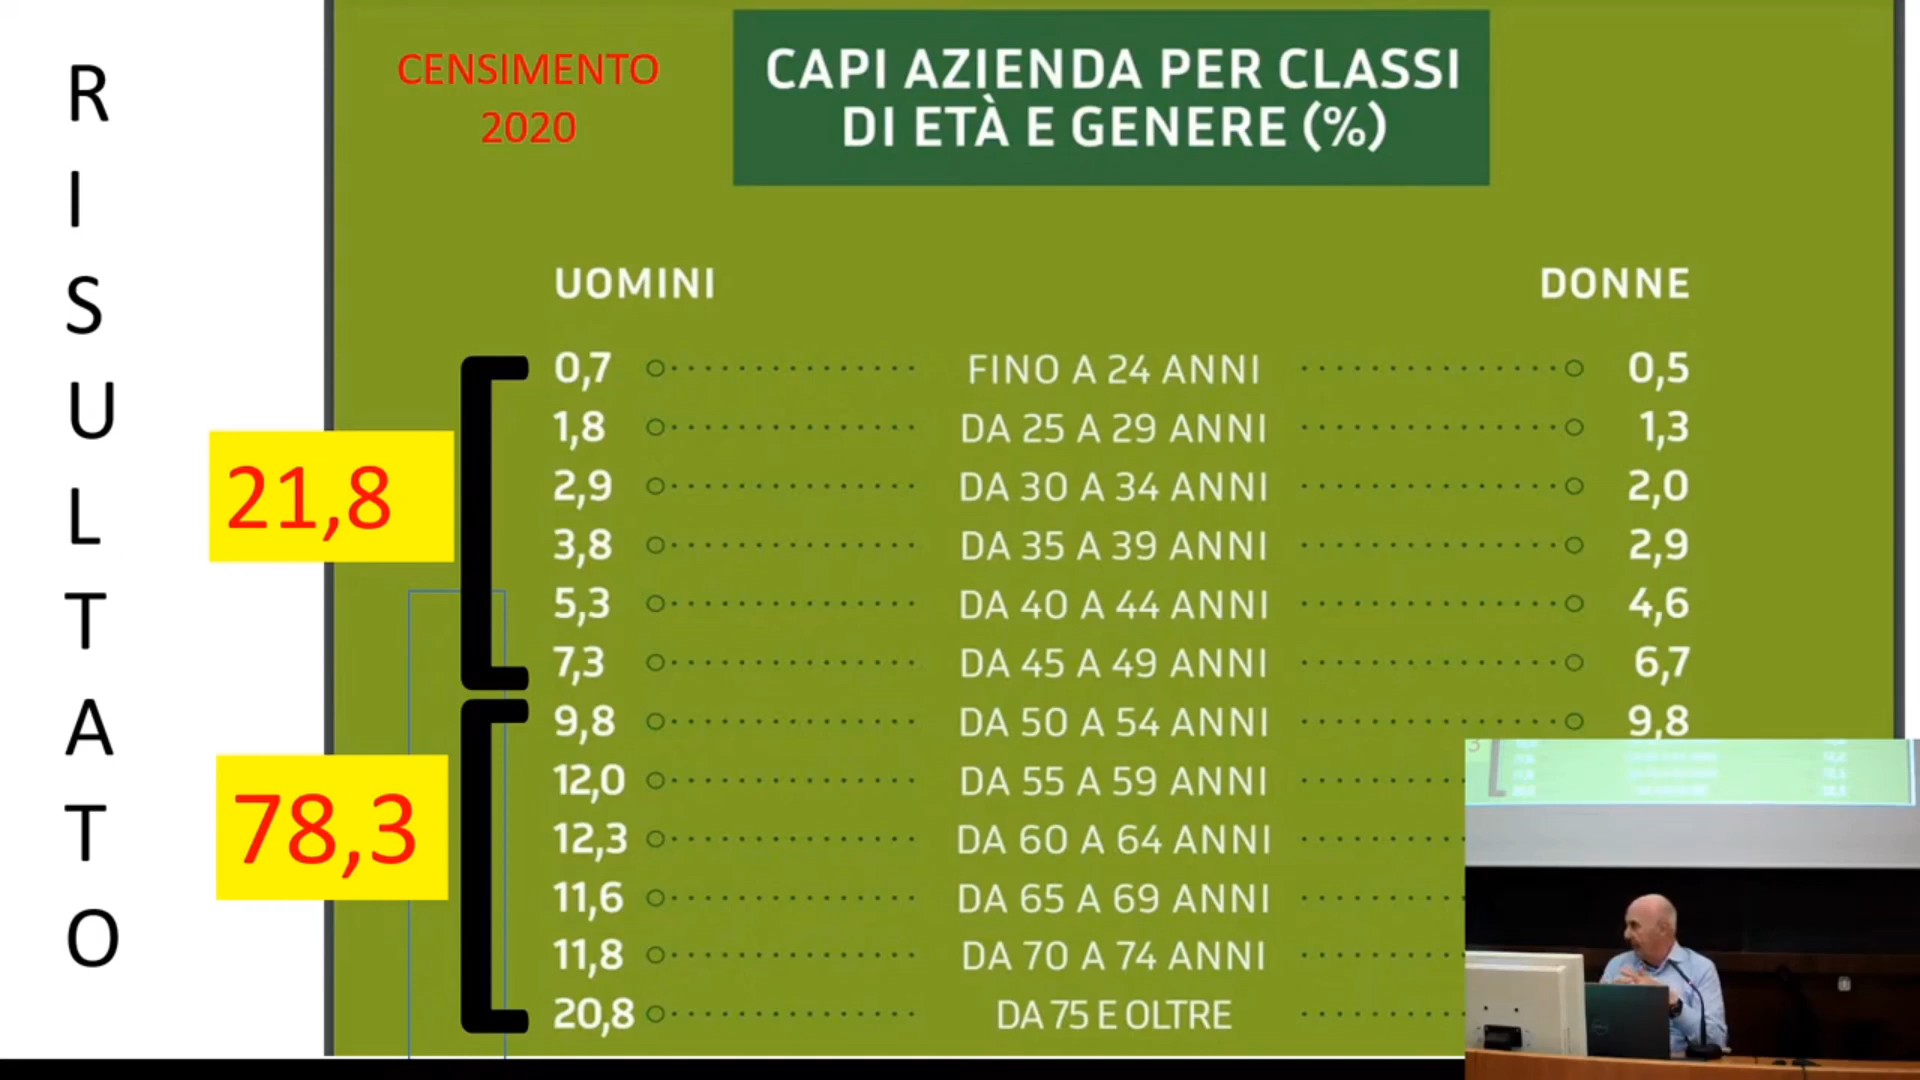 RISULTATO
CENSIMENTO
2020
CAPI AZIENDA PER CLASSI
DI ETÀ E GENERE (%)
UOMINI DONNE
0,7 FINO A 24 ANNI 0,5
1,8 DA 25 A 29 ANNI 1,3
2,9 DA 30 A 34 ANNI 2,0
3,8 DA 35 A 39 ANNI 2,9
5,3 DA 40 A 44 ANNI 4,6
7,3 DA 45 A 49 ANNI 6,7
9,8 DA 50 A 54 ANNI 9,8
12,0 DA 55 A 59 ANNI
12,3 DA 60 A 64 ANNI
11,6 DA 65 A 69 ANNI
11,8 DA 70 A 74 ANNI
20,8 DA 75 E OLTRE
21,8
78,3